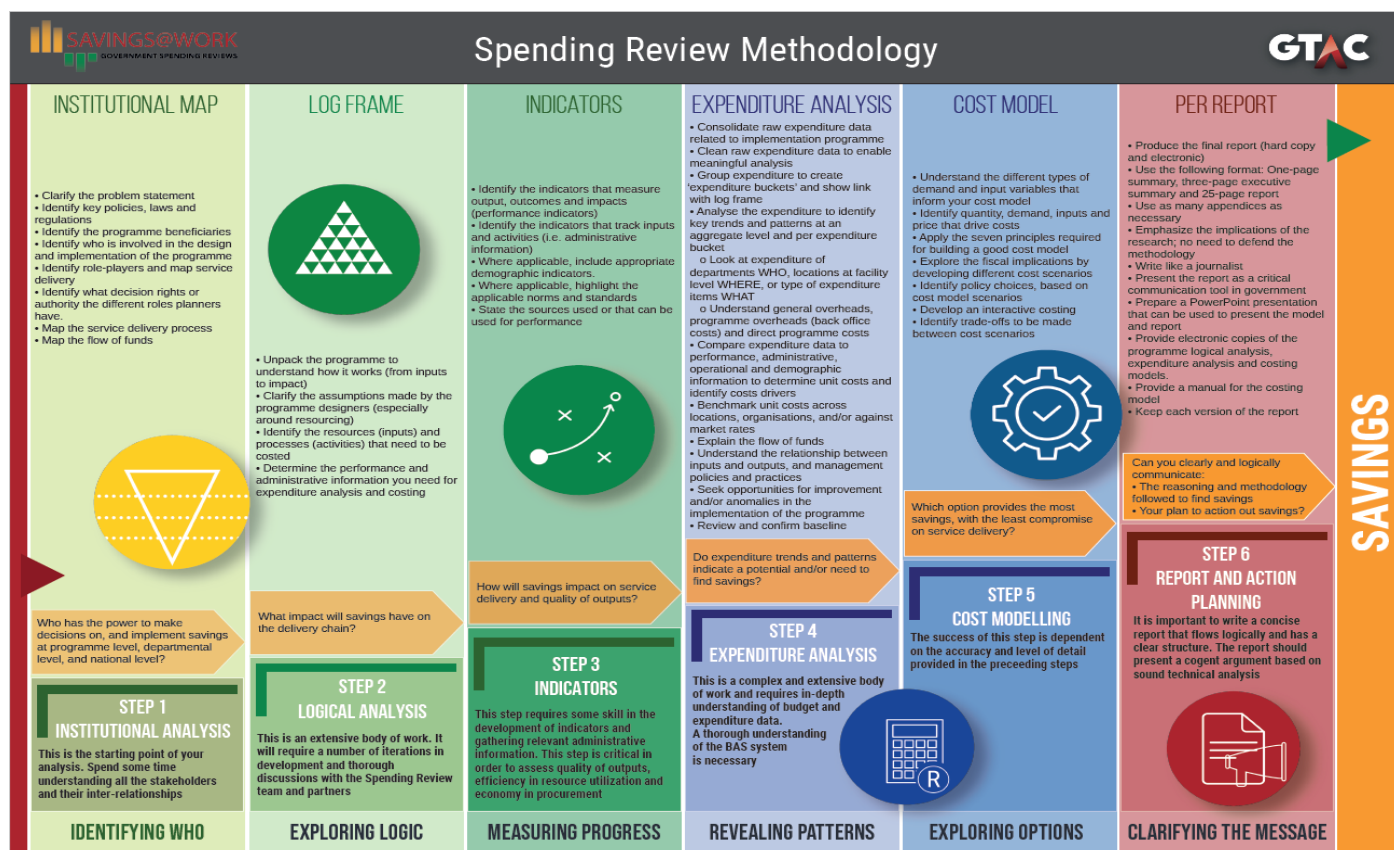 SAVINGS@WORK
GOVERNMENT SPENDING REVIEWS
Spending Review Methodology
GTAC
INSTITUTIONAL MAP
• Clarify the problem statement
• Identify key policies, laws and
regulations
• Identify the programme beneficiaries
• Identify who is involved in the design
and implementation of the programme
• Identify role-players and map service
delivery
• Identify what decision rights or
authority the different roles planners
have.
• Map the service delivery process
• Map the flow of funds
Who has the power to make
decisions on, and implement savings
at programme level, departmental
level, and national level?
STEP 1
INSTITUTIONAL ANALYSIS
This is the starting point of your
analysis. Spend some time
understanding all the stakeholders
and their inter-relationships
IDENTIFYING WHO
LOG FRAME
• Unpack the programme to
understand how it works (from inputs
to impact)
• Clarify the assumptions made by the
programme designers (especially
around resourcing)
• Identify the resources (inputs) and
processes (activities) that need to be
costed
• Determine the performance and
administrative information you need for
expenditure analysis and costing
What impact will savings have on
the delivery chain?
STEP 2
LOGICAL ANALYSIS
This is an extensive body of work. It
will require a number of iterations in
development and thorough
discussions with the Spending Review
team and partners
EXPLORING LOGIC
INDICATORS
• Identify the indicators that measure
output, outcomes and impacts
(performance indicators)
• Identify the indicators that track inputs
and activities (i.e. administrative
information)
• Where applicable, include appropriate
demographic indicators.
• Where applicable, highlight the
applicable norms and standards
• State the sources used or that can be
used for performance
How will savings impact on service
delivery and quality of outputs?
STEP 3
INDICATORS
This step requires some skill in the
development of indicators and
gathering relevant administrative
information. This step is critical in
order to assess quality of outputs,
efficiency in resource utilization and
economy in procurement
MEASURING PROGRESS
EXPENDITURE ANALYSIS
• Consolidate raw expenditure data
related to implementation programme
• Clean raw expenditure data to enable
meaningful analysis
• Group expenditure to create
'expenditure buckets' and show link
with log frame
• Analyse the expenditure to identify
key trends and patterns at an
aggregate level and per expenditure
bucket
o Look at expenditure of
departments WHO, locations at facility
level WHERE, or type of expenditure
items WHAT
o Understand general overheads,
programme overheads (back office
costs) and direct programme costs
• Compare expenditure data to
performance, administrative,
operational and demographic
information to determine unit costs and
identify costs drivers
• Benchmark unit costs across
locations, organisations, and/or against
market rates
• Explain the flow of funds
• Understand the relationship between
inputs and outputs, and management
policies and practices
• Seek opportunities for improvement
and/or anomalies in the
implementation of the programme
• Review and confirm baseline
Do expenditure trends and patterns
indicate a potential and/or need to
find savings?
STEP 4
EXPENDITURE ANALYSIS
This is a complex and extensive body
of work and requires in-depth
understanding of budget and
expenditure data.
A thorough understanding
of the BAS system
is necessary
R
REVEALING PATTERNS
COST MODEL
• Understand the different types of
demand and input variables that
inform your cost model
• Identify quantity, demand, inputs and
price that drive costs
• Apply the seven principles required
for building a good cost model
• Explore the fiscal implications by
developing different cost scenarios
• Identify policy choices, based on
cost model scenarios
• Develop an interactive costing
• Identify trade-offs to be made
between cost scenarios
Which option provides the most
savings, with the least compromise
on service delivery?
STEP 5
COST MODELLING
The success of this step is dependent
on the accuracy and level of detail
provided in the preceeding steps
EXPLORING OPTIONS
PER REPORT
• Produce the final report (hard copy
and electronic)
• Use the following format: One-page
summary, three-page executive
summary and 25-page report
• Use as many appendices as
necessary
• Emphasize the implications of the
research; no need to defend the
methodology
• Write like a journalist
• Present the report as a critical
communication tool in government
• Prepare a PowerPoint presentation
that can be used to present the model
and report
• Provide electronic copies of the
programme logical analysis,
expenditure analysis and costing
models.
• Provide a manual for the costing
model
• Keep each version of the report
Can you clearly and logically
communicate:
• The reasoning and methodology
followed to find savings
• Your plan to action out savings?
STEP 6
REPORT AND ACTION
PLANNING
It is important to write a concise
report that flows logically and has a
clear structure. The report should
present a cogent argument based on
sound technical analysis
CLARIFYING THE MESSAGE
SAVINGS